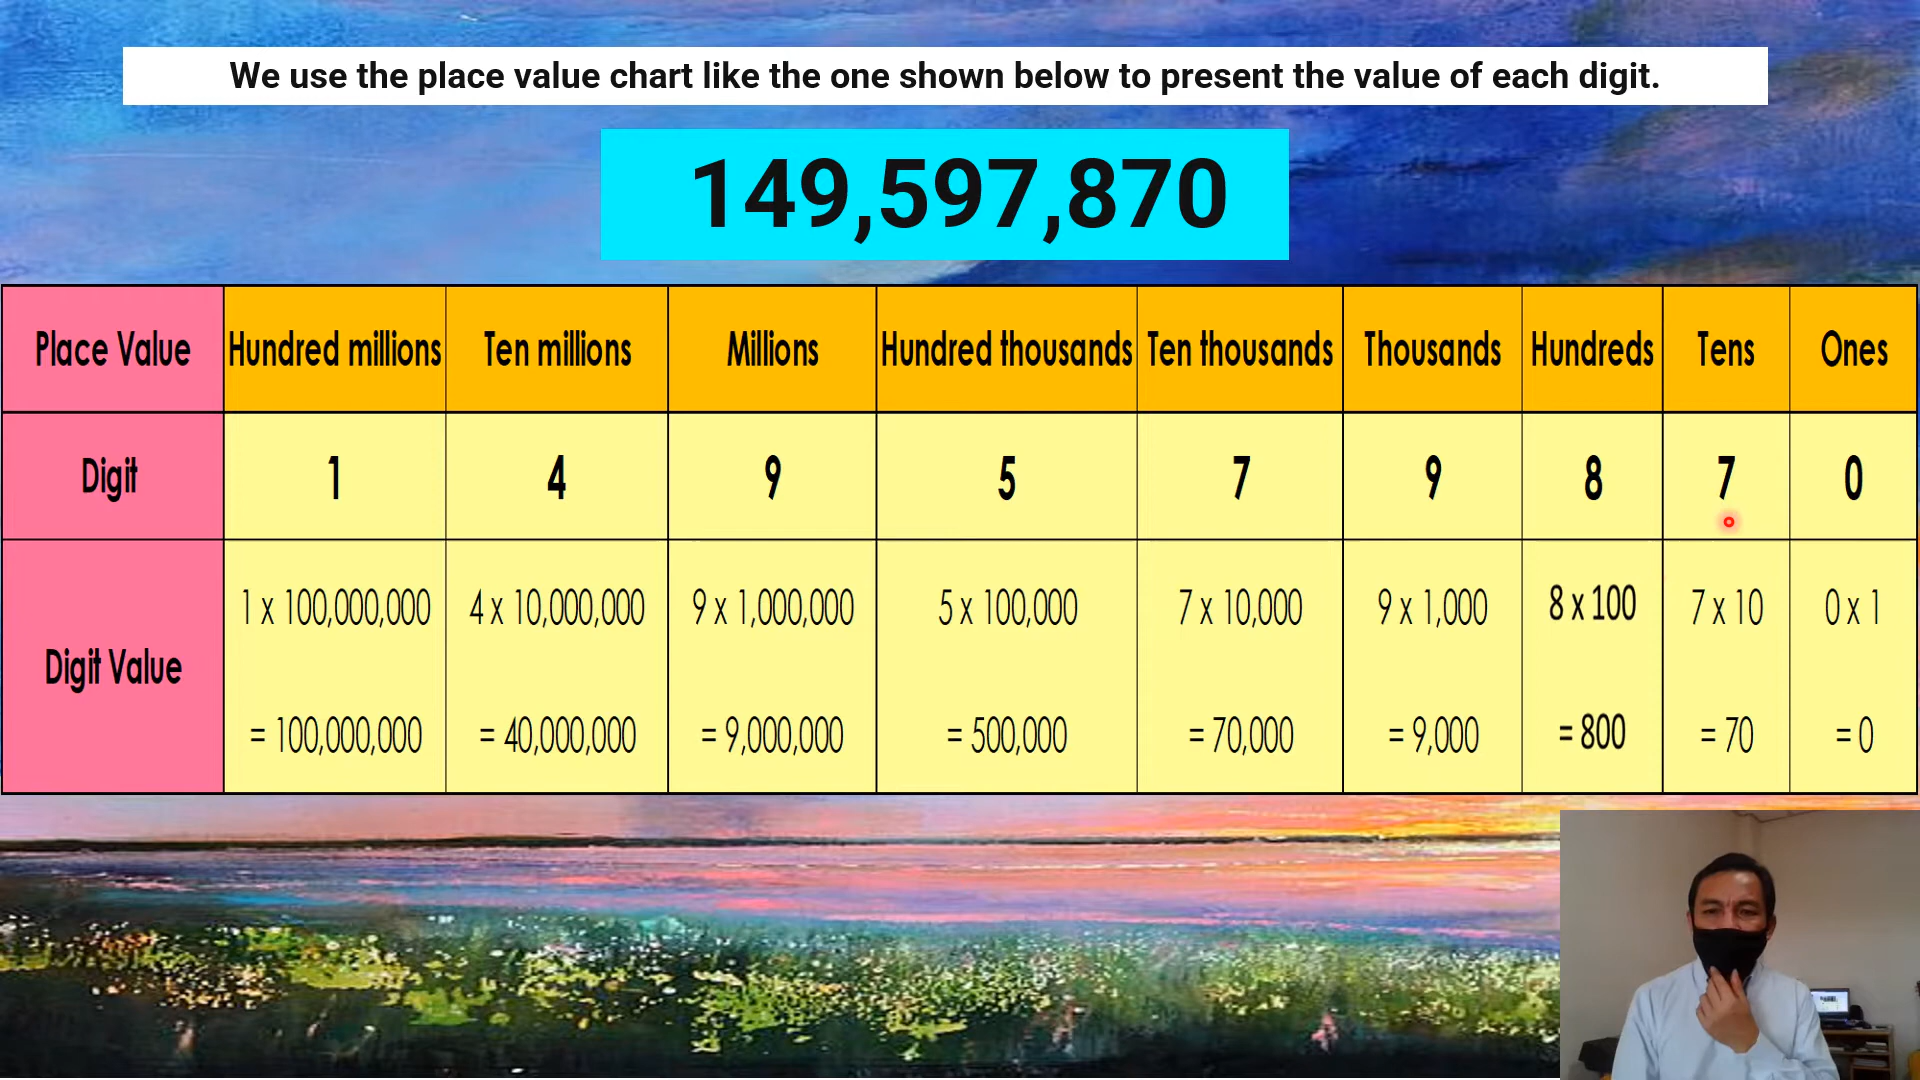 We use the place value chart like the one shown below to present the value of each digit.
149,597,870
Place Value Hundred millions Ten millions Millions Hundred thousands Ten thousands Thousands Hundreds Tens Ones
Digit 1 4 9 5 7 9 8 7 0
Digit Value
1 x 100,000,000 4 x 10,000,000 9 x 1,000,000 5 x 100,000 7 x 10,000 9 x 1,000 8 x 100 7 x 10 0 x 1
= 100,000,000 = 40,000,000 = 9,000,000 = 500,000 = 70,000 = 9,000 = 800 = 70 = 0